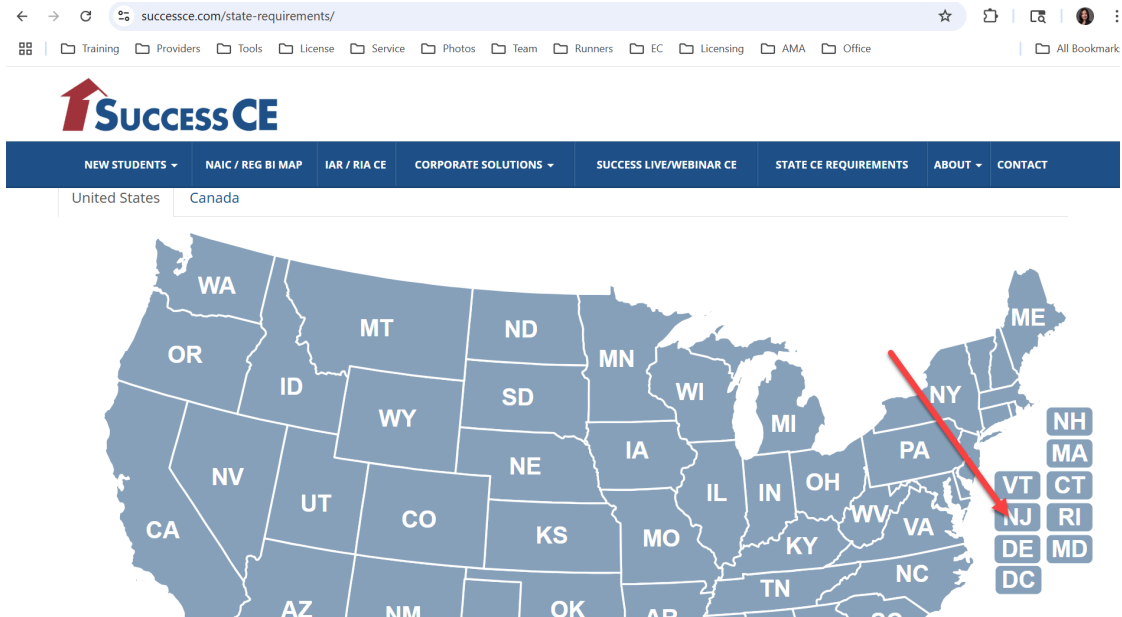 successce.com/state-requirements/
Training Providers Tools License Service Photos Team Runners EC Licensing AMA Office All Bookmark
SUCCESS CE
NEW STUDENTS NAIC / REG BI MAP IAR / RIA CE CORPORATE SOLUTIONS SUCCESS LIVE/WEBINAR CE STATE CE REQUIREMENTS ABOUT CONTACT
United States Canada
WA
MT ND ME
OR MN
ID SD WI NY
WY MI NH
IA PA MA
NV NE OH VT CT
UT CO IL IN WV NJ RI
CA KS MO KY VA DE MD
TN NC DC
AZ NM OK AR SC